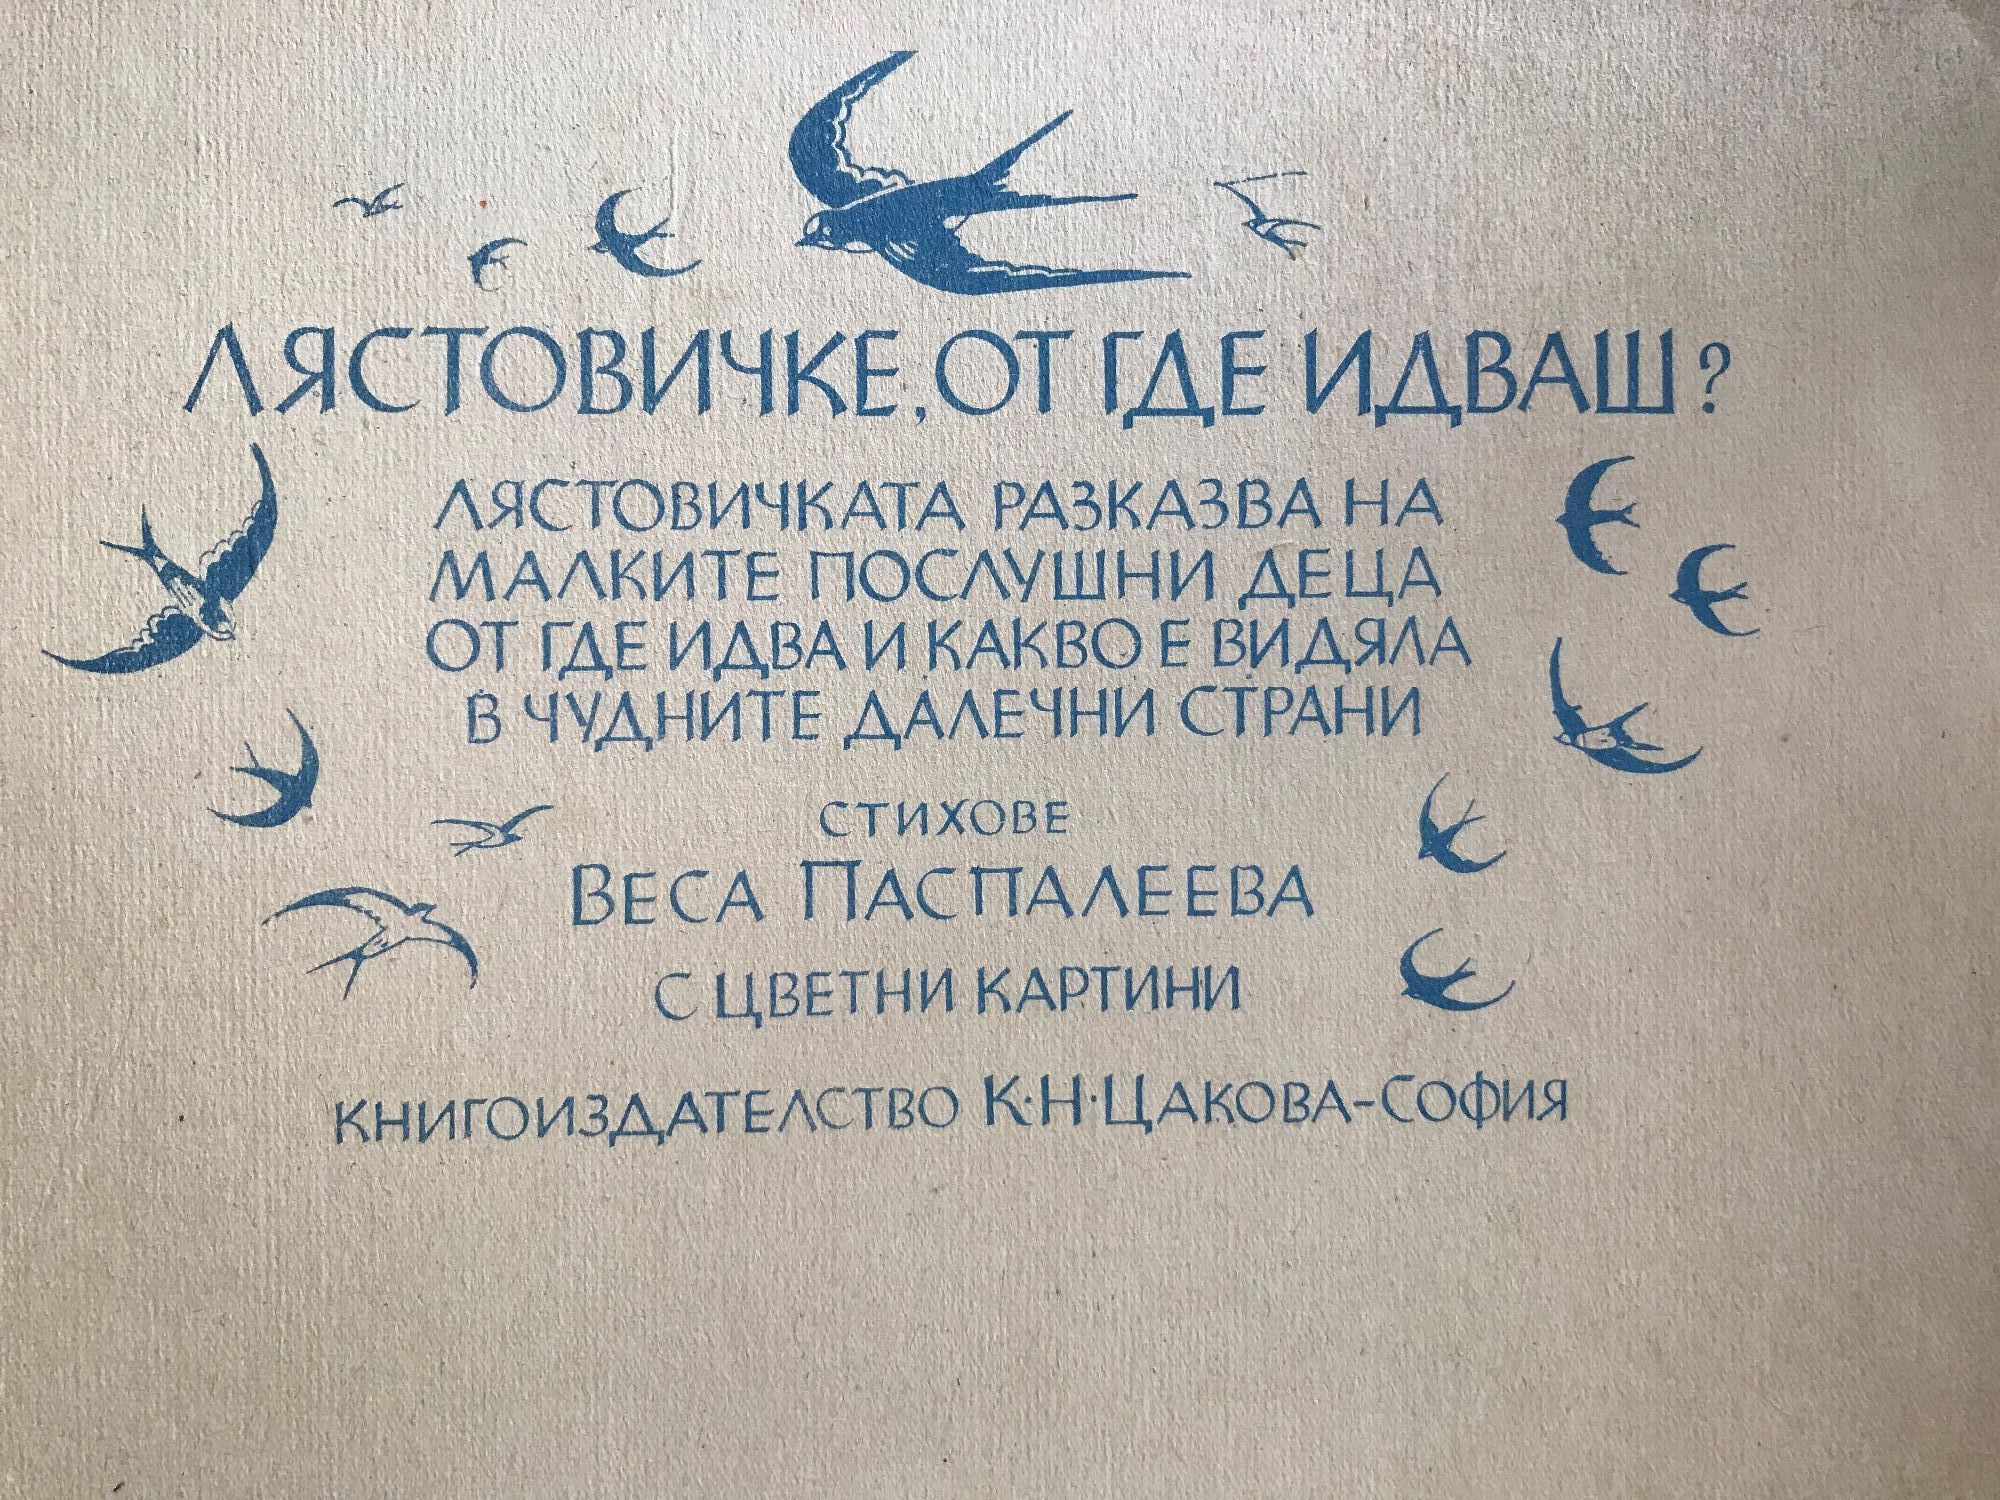 ЛЯСТОВИЧКЕ, ОТ ГДЕ ИДВАШ?
ЛЯСТОВИЧКАТА РАЗКАЗВА НА
МАЛКИТЕ ПОСЛУШНИ ДЕЦА
ОТ ГДЕ ИДВА И КАКВО Е ВИДЯЛА
В ЧУДНИТЕ ДАЛЕЧНИ СТРАНИ
СТИХОВЕ
ВЕСА ПАСПАЛЕЕВА
С ЦВЕТНИ КАРТИНИ
КНИГОИЗДАТЕЛСТВО К·Н·ЦАКОВА-СОФИЯ